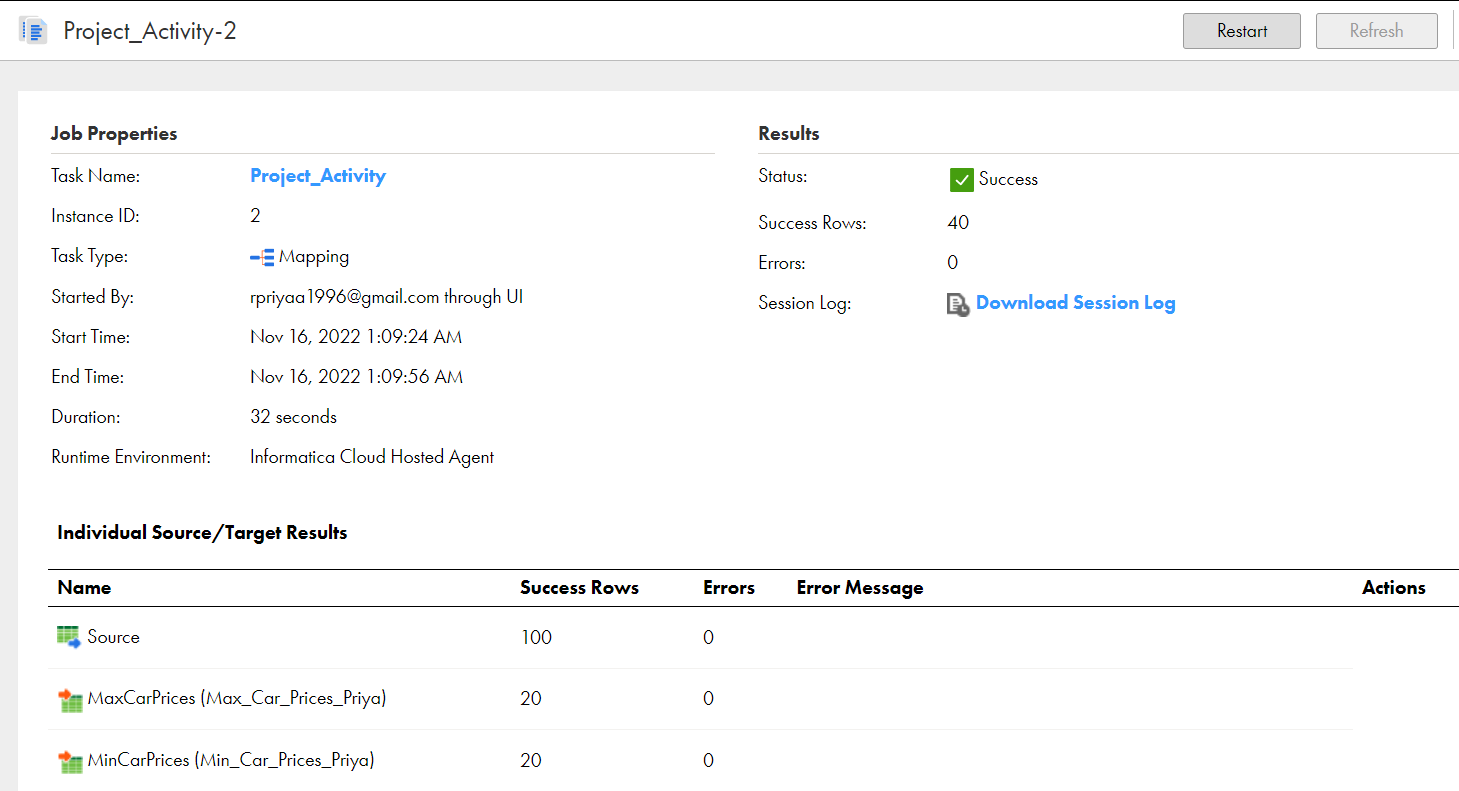 Project_Activity-2
Restart
Refresh
Job Properties
Task Name: Project_Activity
Instance ID: 2
Task Type: Mapping
Started By: rpriyaa1996@gmail.com through UI
Start Time: Nov 16, 2022 1:09:24 AM
End Time: Nov 16, 2022 1:09:56 AM
Duration: 32 seconds
Runtime Environment: Informatica Cloud Hosted Agent
Results
Status: Success
Success Rows: 40
Errors: 0
Session Log: Download Session Log
Individual Source/Target Results
Name Success Rows Errors Error Message Actions
Source 100 0
MaxCarPrices (Max_Car_Prices_Priya) 20 0
MinCarPrices (Min_Car_Prices_Priya) 20 0